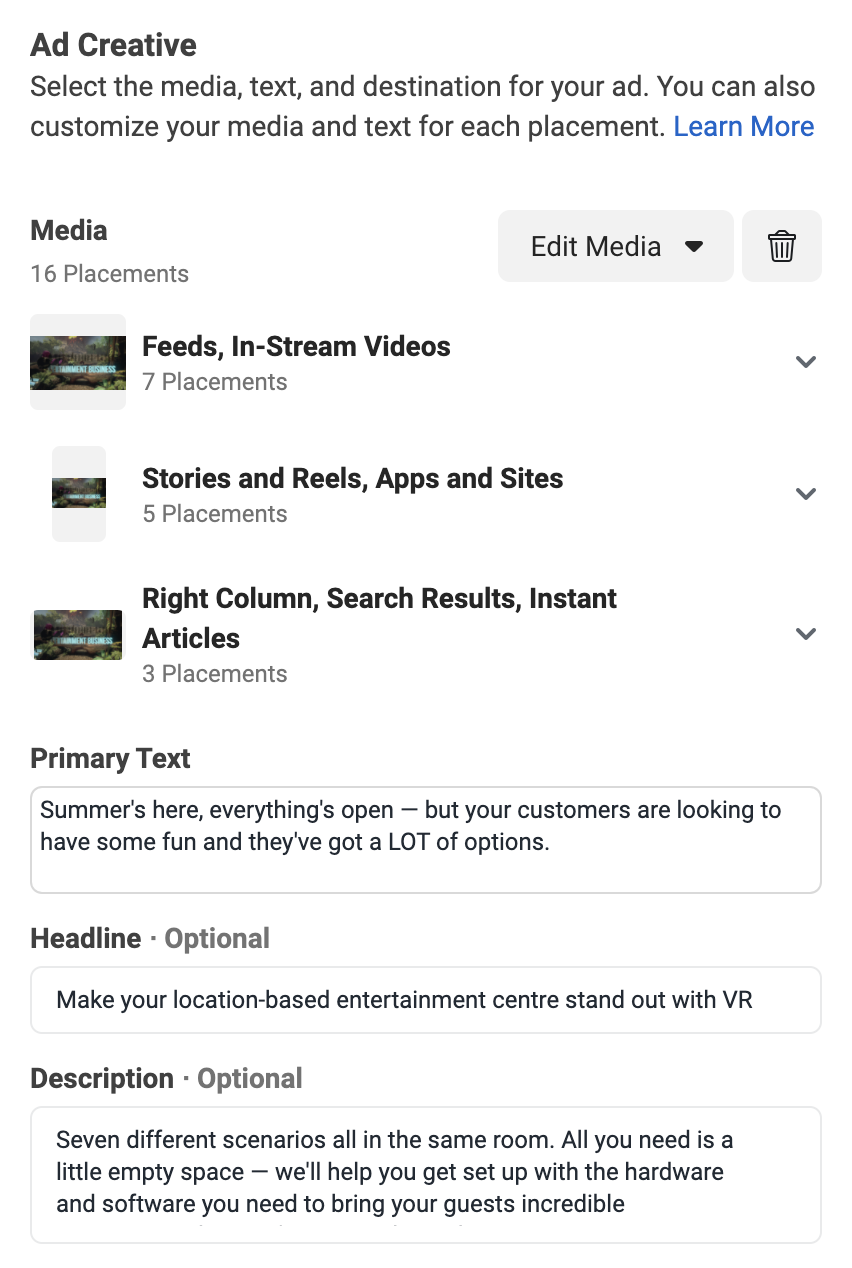 Ad Creative
Select the media, text, and destination for your ad. You can also
customize your media and text for each placement. Learn More
Media
16 Placements
Edit Media
Feeds, In-Stream Videos
7 Placements
Stories and Reels, Apps and Sites
5 Placements
Right Column, Search Results, Instant
Articles
3 Placements
Primary Text
Summer's here, everything's open — but your customers are looking to
have some fun and they've got a LOT of options.
Headline · Optional
Make your location-based entertainment centre stand out with VR
Description · Optional
Seven different scenarios all in the same room. All you need is a
little empty space — we'll help you get set up with the hardware
and software you need to bring your guests incredible